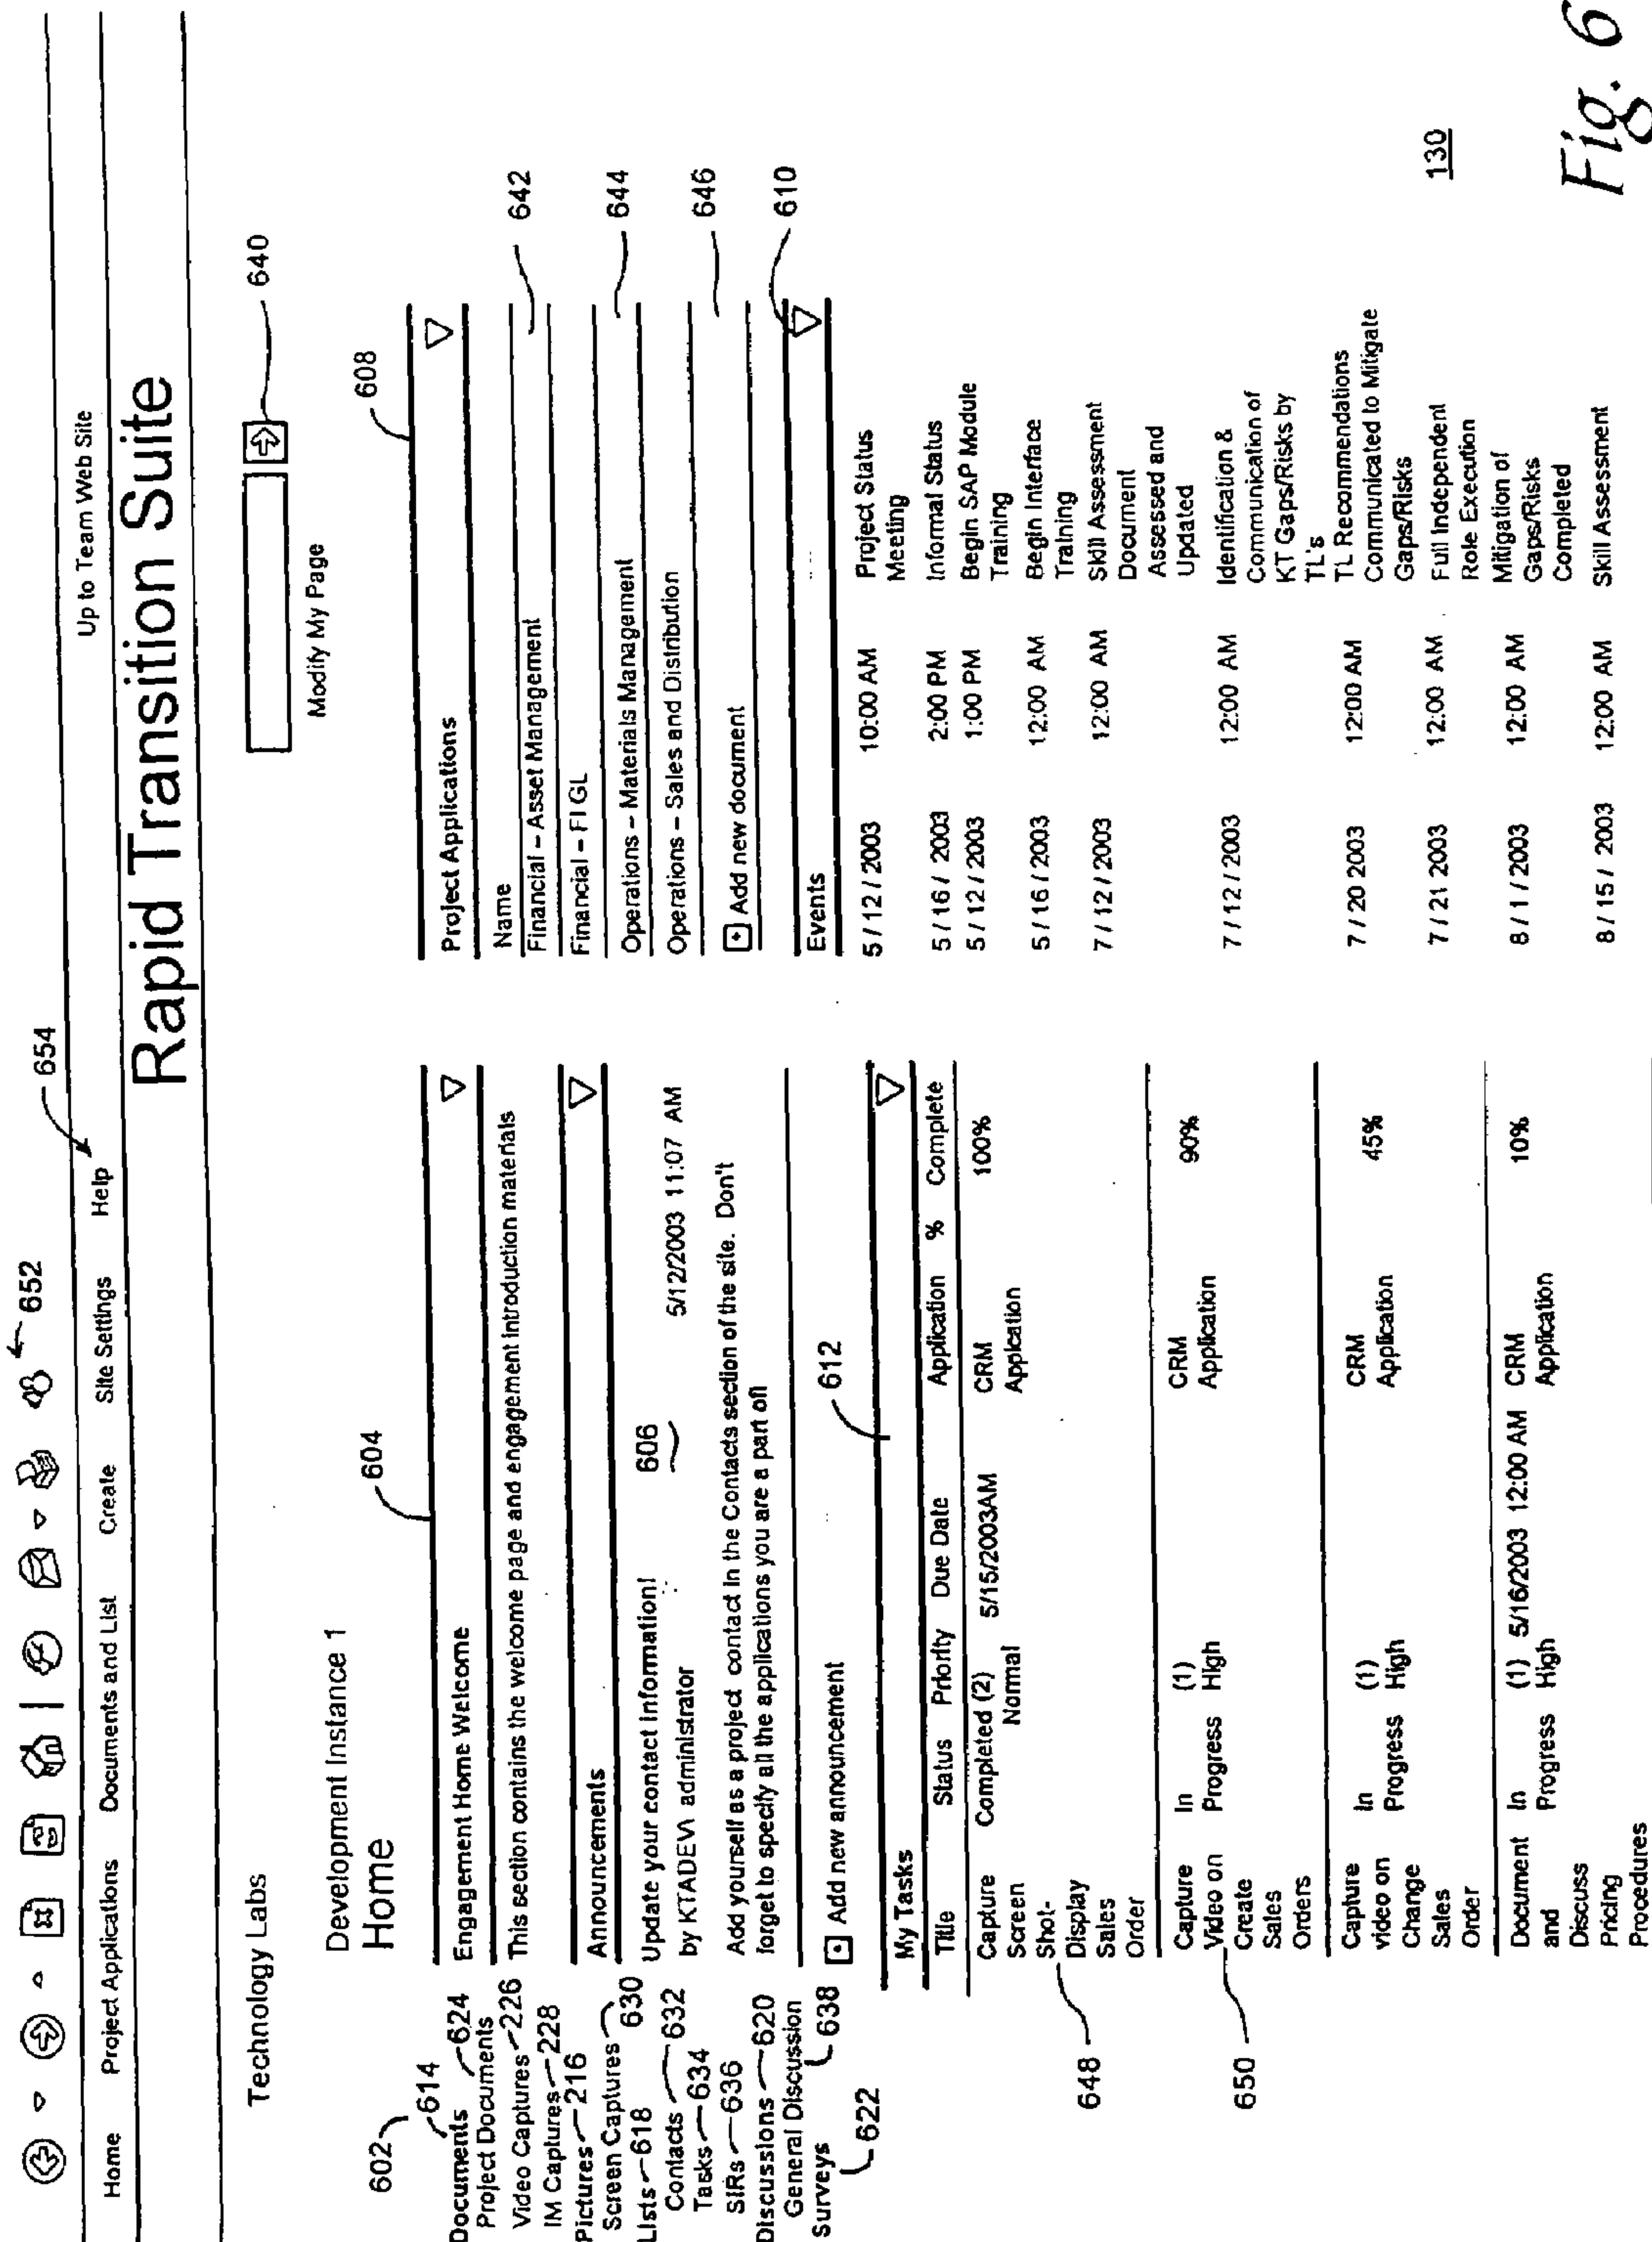 652
654
Home Project Applications Documents and List Create Site Settings Help Up to Team Web Site
Rapid Transition Suite
Technology Labs
640
Modify My Page
Development Instance 1
Home
602
614
Documents 624
Project Documents
Video Captures 226
IM Captures 228
Pictures 216
Screen Captures 630
Lists 618
Contacts 632
Tasks 634
SIRs 636
Discussions 620
General Discussion
Surveys 638
622
604
Engagement Home Welcome
This section contains the welcome page and engagement introduction materials
Announcements
Update your contact information!
606
by KTADEV\ administrator 5/12/2003 11:07 AM
Add yourself as a project contact in the Contacts section of the site. Don't
forget to specify all the applications you are a part of!
Add new announcement
612
My Tasks
Title Status Priority Due Date Application % Complete
Capture Completed (2) 5/15/2003AM CRM 100%
Screen Normal Application
Shot-
Display
Sales
Order
648
Capture In (1) CRM 90%
Video on Progress High Application
Create
Sales
Orders
650
Capture In (1) CRM 45%
video on Progress High Application
Change
Sales
Order
Document In (1) 5/16/2003 12:00 AM CRM 10%
and Progress High Application
Discuss
Pricing
Procedures
608
Project Applications
Name
Financial – Asset Management
642
Financial – FI GL
Operations – Materials Management
644
Operations – Sales and Distribution
646
Add new document
610
Events
5 / 12 / 2003 10:00 AM Project Status
Meeting
5 / 16 / 2003 2:00 PM Informal Status
5 / 12 / 2003 1:00 PM Begin SAP Module
Training
5 / 16 / 2003 12:00 AM Begin Interface
Training
7 / 12 / 2003 12:00 AM Skill Assessment
Document
Assessed and
Updated
7 / 12 / 2003 12:00 AM Identification &
Communication of
KT Gaps/Risks by
TL's
7 / 20 2003 12:00 AM TL Recommendations
Communicated to Mitigate
Gaps/Risks
7 / 21 2003 12:00 AM Full Independent
Role Execution
8 / 1 / 2003 12:00 AM Mitigation of
Gaps/Risks
Completed
8 / 15 / 2003 12:00 AM Skill Assessment
130
Fig. 6